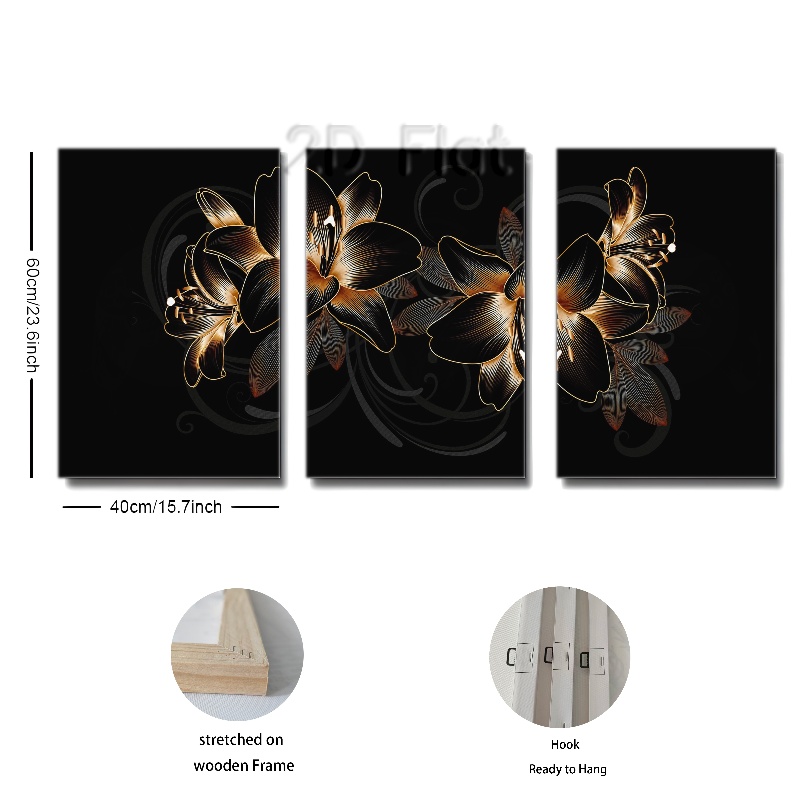 2D Flat
60cm/23.6inch
40cm/15.7inch
stretched on
wooden Frame
Hook
Ready to Hang